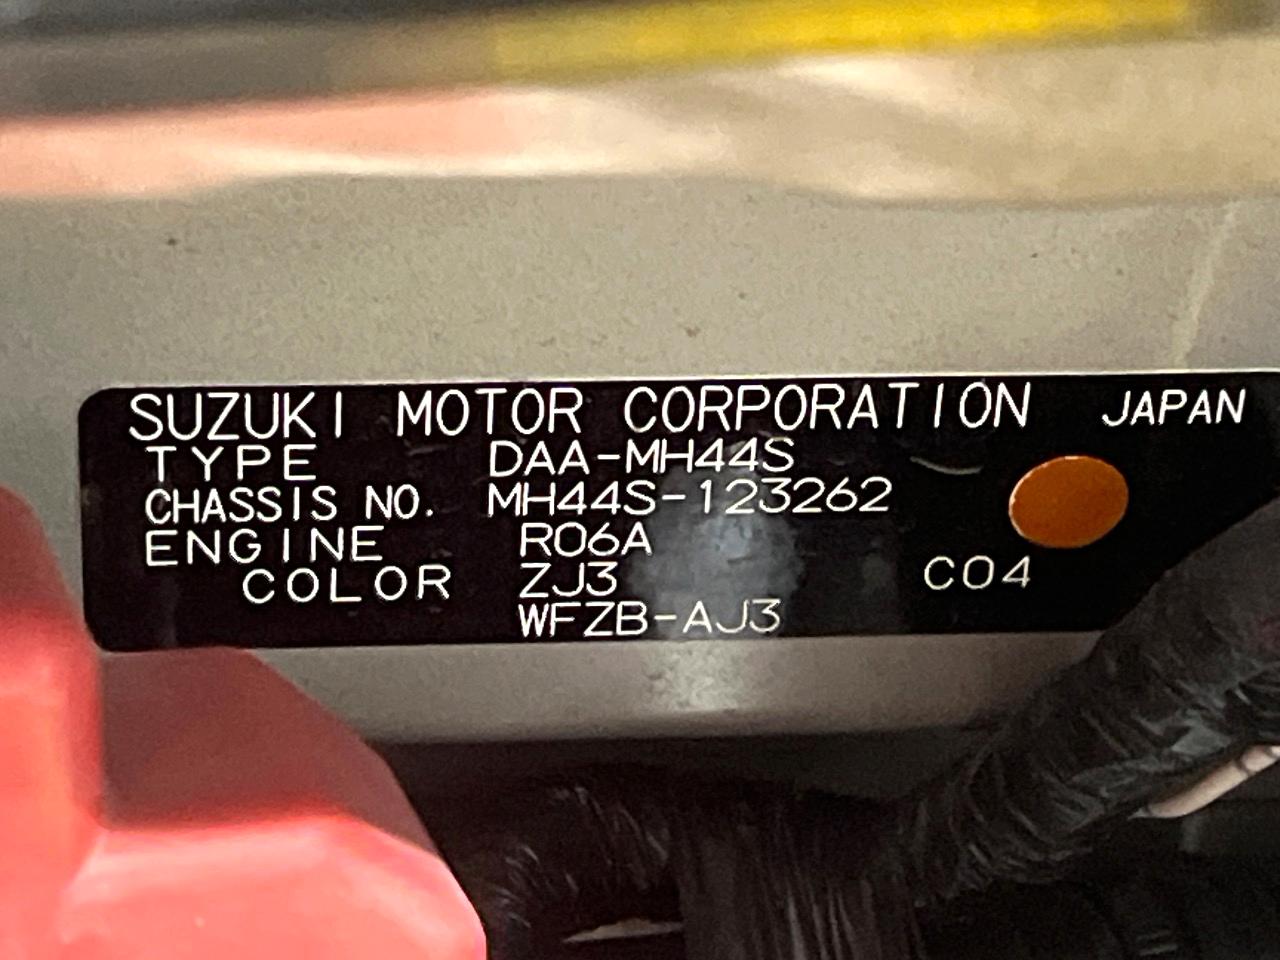 SUZUKI MOTOR CORPORATION JAPAN
TYPE DAA-MH44S
CHASSIS NO. MH44S-123262
ENGINE R06A
COLOR ZJ3 C04
WFZB-AJ3